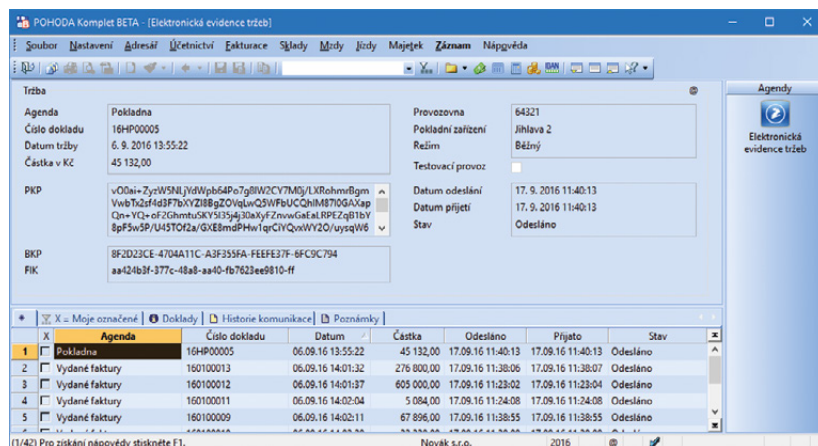 POHODA Komplet BETA - [Elektronická evidence tržeb]
Soubor Nastavení Adresář Účetnictví Fakturace Sklady Mzdy Jízdy Majetek Záznam Nápověda
Tržba
Agendy
Agenda Pokladna Provozovna 64321
Číslo dokladu 16HP00005 Pokladní zařízení Jihlava 2
Elektronická
evidence tržeb
Datum tržby 6. 9. 2016 13:55:22 Režim Běžný
Částka v Kč 45 132,00 Testovací provoz
PKP
Datum odeslání 17. 9. 2016 11:40:13
Datum přijetí 17. 9. 2016 11:40:13
Stav Odesláno
BKP 8F2D23CE-4704A11C-A3F355FA-FEEFE37F-6FC9C794
FIK aa424b3f-377c-48a8-aa40-fb7623ee9810-ff
X = Moje označené Doklady Historie komunikace Poznámky
X Agenda Číslo dokladu Datum Částka Odesláno Přijato Stav
1 Pokladna 16HP00005 06.09.16 13:55:22 45 132,00 17.09.16 11:40:13 17.09.16 11:40:13 Odesláno
2 Vydané faktury 160100013 06.09.16 14:01:32 276 800,00 17.09.16 11:38:06 17.09.16 11:38:07 Odesláno
3 Vydané faktury 160100012 06.09.16 14:01:37 605 000,00 17.09.16 11:23:02 17.09.16 11:23:04 Odesláno
4 Vydané faktury 160100011 06.09.16 14:02:04 5 084,00 17.09.16 11:24:08 17.09.16 11:24:08 Odesláno
5 Vydané faktury 160100009 06.09.16 14:02:11 67 896,00 17.09.16 11:38:55 17.09.16 11:38:55 Odesláno
(1/42) Pro získání nápovědy stiskněte F1. Novák s.r.o. 2016 @